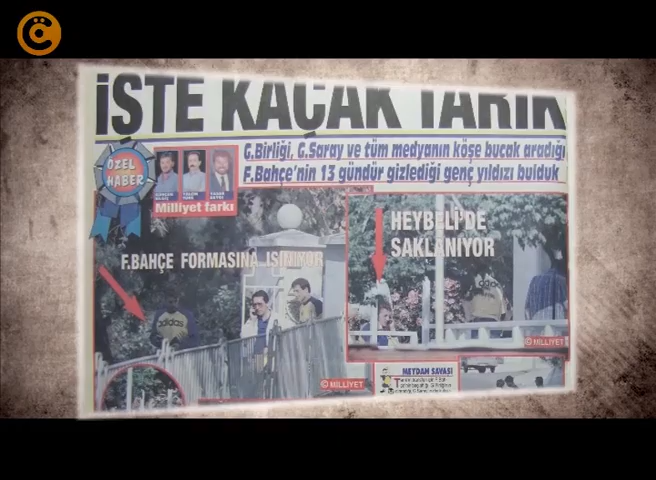 İŞTE KAÇAK TARIK
G.Birliği, G.Saray ve tüm medyanın köşe bucak aradığı
F.Bahçe'nin 13 gündür gizlediği genç yıldızı bulduk
ÖZEL
HABER
Milliyet farkı
HEYBELİ'DE
SAKLANIYOR
F.BAHÇE FORMASINA ISINIYOR
adidas
© MİLLİYET
© MİLLİYET
MEYDAN SAVAŞI